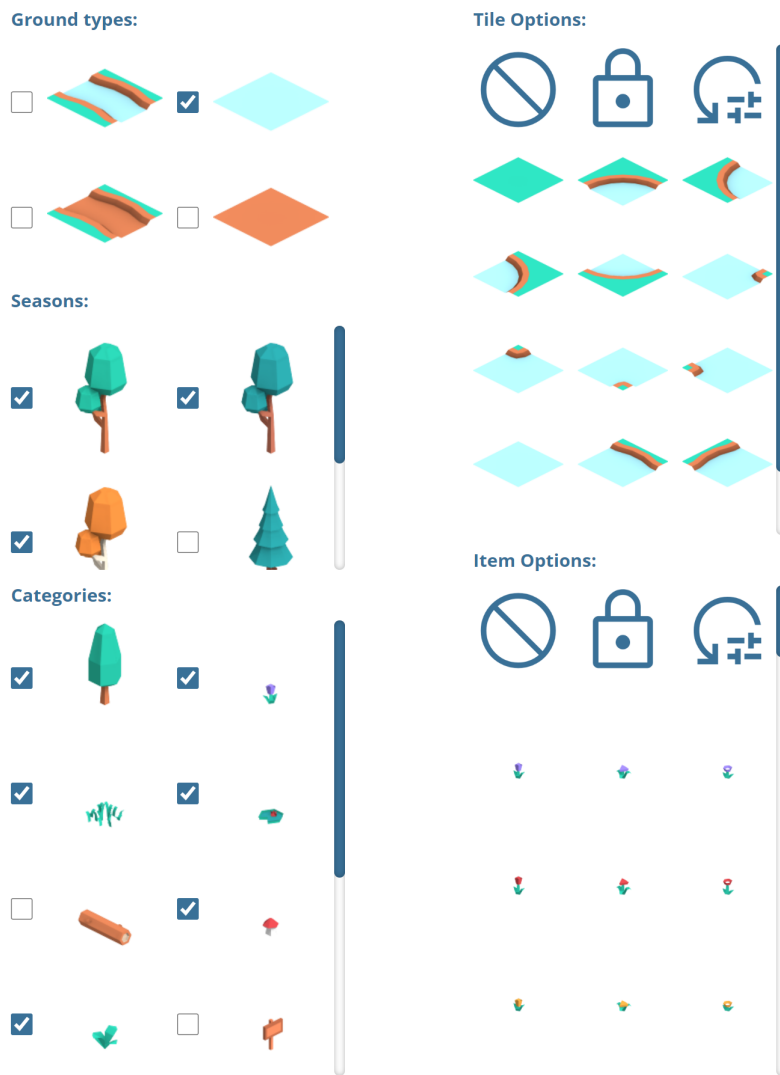 Ground types:
Seasons:
Categories:
Tile Options:
Item Options: